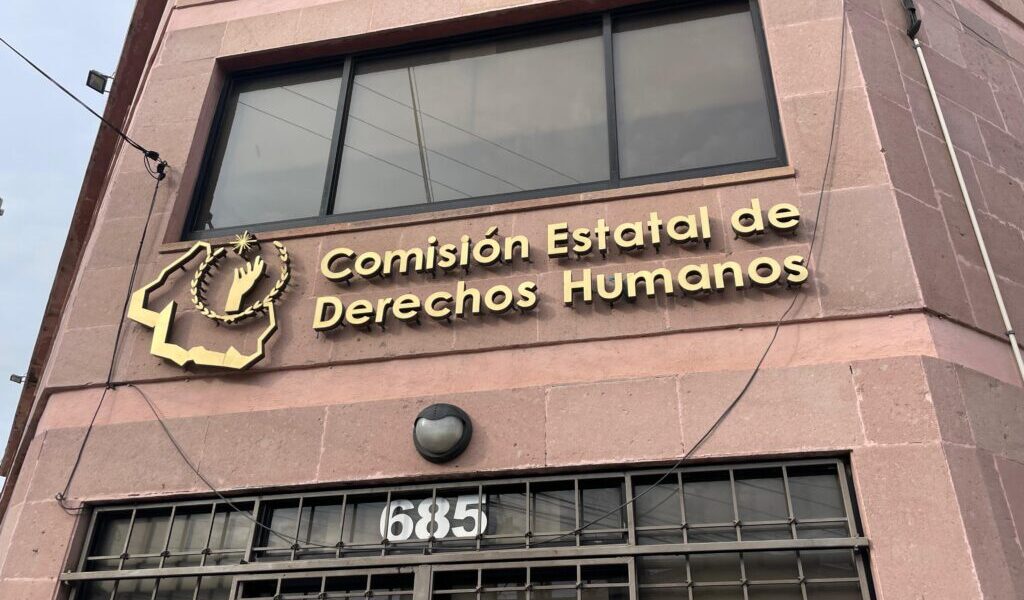 Comisión Estatal de
Derechos Humanos
685